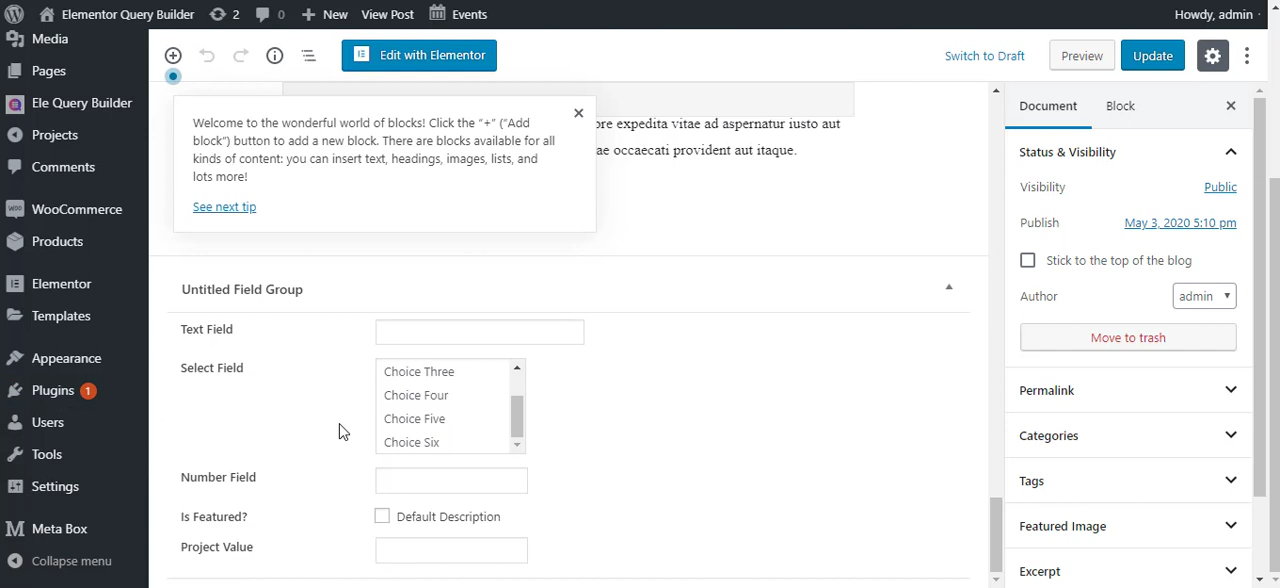 Elementor Query Builder 2 0 New View Post Events Howdy, admin
Media
Pages
Ele Query Builder
Projects
Comments
WooCommerce
Products
Elementor
Templates
Appearance
Plugins 1
Users
Tools
Settings
Meta Box
Collapse menu
Edit with Elementor
Switch to Draft Preview Update
ore expedita vitae ad aspernatur iusto aut
ae occaecati provident aut itaque.
Welcome to the wonderful world of blocks! Click the “+” (“Add
block”) button to add a new block. There are blocks available for all
kinds of content: you can insert text, headings, images, lists, and
lots more!
See next tip
Untitled Field Group
Text Field
Select Field
Choice Three
Choice Four
Choice Five
Choice Six
Number Field
Is Featured? Default Description
Project Value
Document Block
Status & Visibility
Visibility Public
Publish May 3, 2020 5:10 pm
Stick to the top of the blog
Author admin
Move to trash
Permalink
Categories
Tags
Featured Image
Excerpt